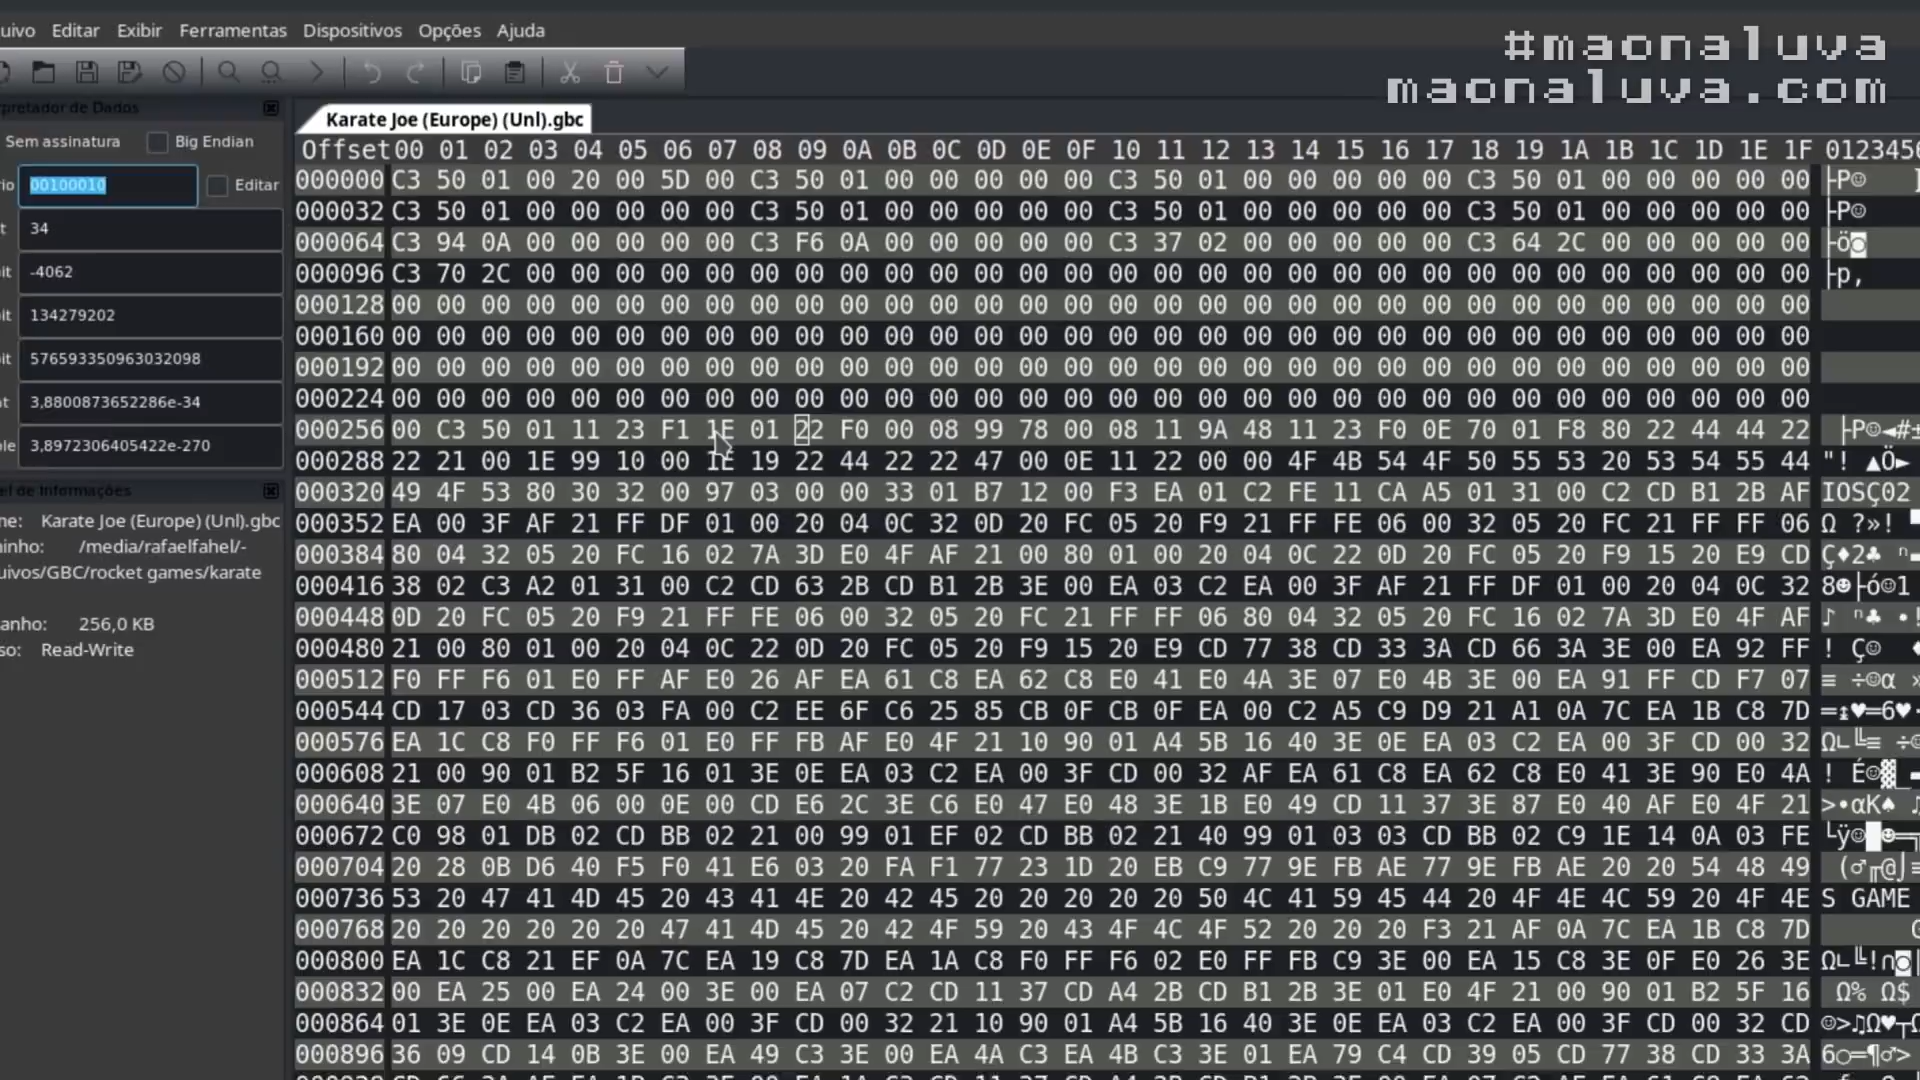 uivo Editar Exibir Ferramentas Dispositivos Opções Ajuda
#maonaluva
maonaluva.com
rpretador de Dados
Sem assinatura Big Endian
rio 00100010 Editar
t 34
it -4062
it 134279202
it 576593350963032098
t 3,8800873652286e-34
le 3,8972306405422e-270
el de Informações
ne: Karate Joe (Europe) (Unl).gbc
minho: /media/rafaelfahel/-
uivos/GBC/rocket games/karate
anho: 256,0 KB
so: Read-Write
Karate Joe (Europe) (Unl).gbc
Offset 00 01 02 03 04 05 06 07 08 09 0A 0B 0C 0D 0E 0F 10 11 12 13 14 15 16 17 18 19 1A 1B 1C 1D 1E 1F 0123456
000000 C3 50 01 00 20 00 5D 00 C3 50 01 00 00 00 00 00 C3 50 01 00 00 00 00 00 C3 50 01 00 00 00 00 00 ├P☺ ]
000032 C3 50 01 00 00 00 00 00 C3 50 01 00 00 00 00 00 C3 50 01 00 00 00 00 00 C3 50 01 00 00 00 00 00 ├P☺
000064 C3 94 0A 00 00 00 00 00 C3 F6 0A 00 00 00 00 00 C3 37 02 00 00 00 00 00 C3 64 2C 00 00 00 00 00 ├ö◙
000096 C3 70 2C 00 00 00 00 00 00 00 00 00 00 00 00 00 00 00 00 00 00 00 00 00 00 00 00 00 00 00 00 00 ├p,
000128 00 00 00 00 00 00 00 00 00 00 00 00 00 00 00 00 00 00 00 00 00 00 00 00 00 00 00 00 00 00 00 00
000160 00 00 00 00 00 00 00 00 00 00 00 00 00 00 00 00 00 00 00 00 00 00 00 00 00 00 00 00 00 00 00 00
000192 00 00 00 00 00 00 00 00 00 00 00 00 00 00 00 00 00 00 00 00 00 00 00 00 00 00 00 00 00 00 00 00
000224 00 00 00 00 00 00 00 00 00 00 00 00 00 00 00 00 00 00 00 00 00 00 00 00 00 00 00 00 00 00 00 00
000256 00 C3 50 01 11 23 F1 1E 01 22 F0 00 08 99 78 00 08 11 9A 48 11 23 F0 0E 70 01 F8 80 22 44 44 22 ├P☺◄#±
000288 22 21 00 1E 99 10 00 1E 19 22 44 22 22 47 00 0E 11 22 00 00 4F 4B 54 4F 50 55 53 20 53 54 55 44 "! ▲Ö►
000320 49 4F 53 80 30 32 00 97 03 00 00 33 01 B7 12 00 F3 EA 01 C2 FE 11 CA A5 01 31 00 C2 CD B1 2B AF IOSÇ02
000352 EA 00 3F AF 21 FF DF 01 00 20 04 0C 32 0D 20 FC 05 20 F9 21 FF FE 06 00 32 05 20 FC 21 FF FF 06 Ω ?»!
000384 80 04 32 05 20 FC 16 02 7A 3D E0 4F AF 21 00 80 01 00 20 04 0C 22 0D 20 FC 05 20 F9 15 20 E9 CD Ç♦2♣ ⁿ▬
000416 38 02 C3 A2 01 31 00 C2 CD 63 2B CD B1 2B 3E 00 EA 03 C2 EA 00 3F AF 21 FF DF 01 00 20 04 0C 32 8☻├ó☺1
000448 0D 20 FC 05 20 F9 21 FF FE 06 00 32 05 20 FC 21 FF FF 06 80 04 32 05 20 FC 16 02 7A 3D E0 4F AF ♪ ⁿ♣ ∙!
000480 21 00 80 01 00 20 04 0C 22 0D 20 FC 05 20 F9 15 20 E9 CD 77 38 CD 33 3A CD 66 3A 3E 00 EA 92 FF ! Ç☺ ♦
000512 F0 FF F6 01 E0 FF AF E0 26 AF EA 61 C8 EA 62 C8 E0 41 E0 4A 3E 07 E0 4B 3E 00 EA 91 FF CD F7 07 ≡ ÷☺α »
000544 CD 17 03 CD 36 03 FA 00 C2 EE 6F C6 25 85 CB 0F CB 0F EA 00 C2 A5 C9 D9 21 A1 0A 7C EA 1B C8 7D ═↨♥═6♥·
000576 EA 1C C8 F0 FF F6 01 E0 FF FB AF E0 4F 21 10 90 01 A4 5B 16 40 3E 0E EA 03 C2 EA 00 3F CD 00 32 Ω∟╚≡ ÷☺
000608 21 00 90 01 B2 5F 16 01 3E 0E EA 03 C2 EA 00 3F CD 00 32 AF EA 61 C8 EA 62 C8 E0 41 3E 90 E0 4A ! É☺▓_▬
000640 3E 07 E0 4B 06 00 0E 00 CD E6 2C 3E C6 E0 47 E0 48 3E 1B E0 49 CD 11 37 3E 87 E0 40 AF E0 4F 21 >•αK♠ ♫
000672 C0 98 01 DB 02 CD BB 02 21 00 99 01 EF 02 CD BB 02 21 40 99 01 03 03 CD BB 02 C9 1E 14 0A 03 FE └ÿ☺█☻═╗
000704 20 28 0B D6 40 F5 F0 41 E6 03 20 FA F1 77 23 1D 20 EB C9 77 9E FB AE 77 9E FB AE 20 20 54 48 49 (♂╓@⌡≡
000736 53 20 47 41 4D 45 20 43 41 4E 20 42 45 20 20 20 20 50 4C 41 59 45 44 20 4F 4E 4C 59 20 4F 4E S GAME
000768 20 20 20 20 20 20 47 41 4D 45 20 42 4F 59 20 43 4F 4C 4F 52 20 20 20 F3 21 AF 0A 7C EA 1B C8 7D G
000800 EA 1C C8 21 EF 0A 7C EA 19 C8 7D EA 1A C8 F0 FF F6 02 E0 FF FB C9 3E 00 EA 15 C8 3E 0F E0 26 3E Ω∟╚!∩◙|
000832 00 EA 25 00 EA 24 00 3E 00 EA 07 C2 CD 11 37 CD A4 2B CD B1 2B 3E 01 E0 4F 21 00 90 01 B2 5F 16 Ω% Ω$
000864 01 3E 0E EA 03 C2 EA 00 3F CD 00 32 21 10 90 01 A4 5B 16 40 3E 0E EA 03 C2 EA 00 3F CD 00 32 CD ☺>♫Ω♥┬Ω
000896 36 09 CD 14 0B 3E 00 EA 49 C3 3E 00 EA 4A C3 EA 4B C3 3E 01 EA 79 C4 CD 39 05 CD 77 38 CD 33 3A 6○═¶♂>